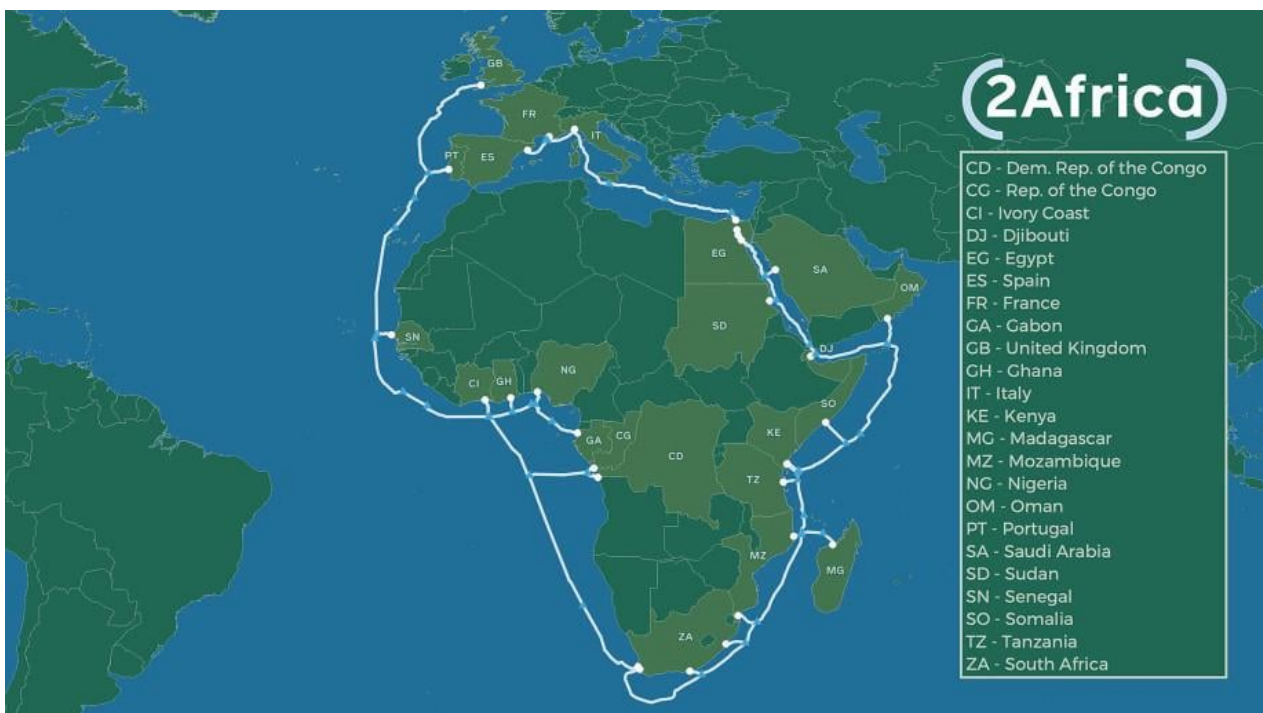 (2Africa)
CD - Dem. Rep. of the Congo
CG - Rep. of the Congo
CI - Ivory Coast
DJ - Djibouti
EG - Egypt
ES - Spain
FR - France
GA - Gabon
GB - United Kingdom
GH - Ghana
IT - Italy
KE - Kenya
MG - Madagascar
MZ - Mozambique
NG - Nigeria
OM - Oman
PT - Portugal
SA - Saudi Arabia
SD - Sudan
SN - Senegal
SO - Somalia
TZ - Tanzania
ZA - South Africa
GB
FR
IT
PT
ES
EG
SA
OM
SD
SN
DJ
NG
CI
GH
SO
KE
GA
CG
CD
TZ
MZ
MG
ZA